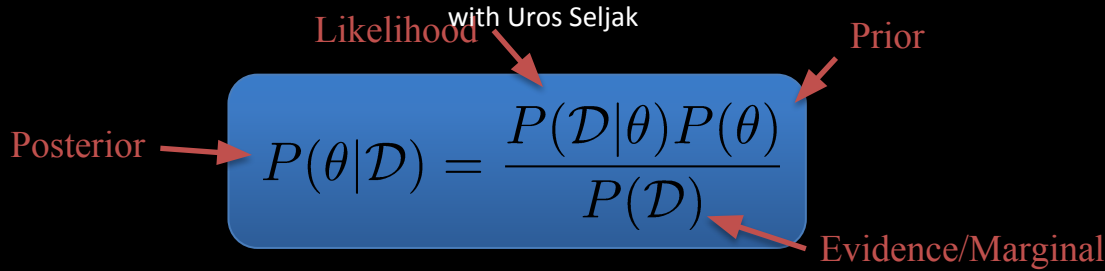 with Uros Seljak
Likelihood
Prior
Posterior
P(θ|𝒟) = P(𝒟|θ)P(θ) / P(𝒟)
Evidence/Marginal